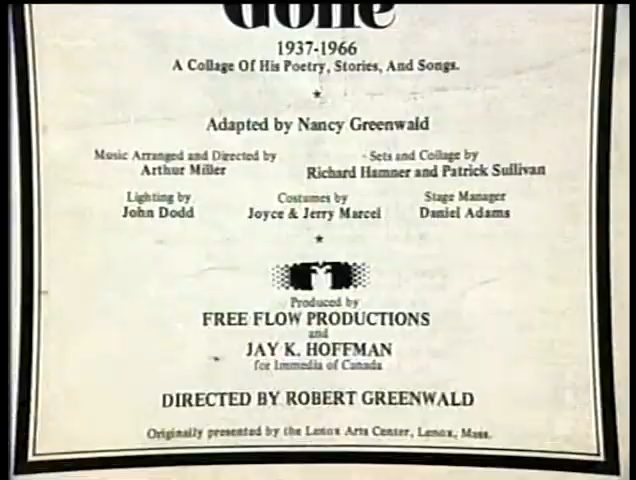 Gone
1937-1966
A Collage Of His Poetry, Stories, And Songs.
Adapted by Nancy Greenwald
Music Arranged and Directed by
Arthur Miller
Sets and Collage by
Richard Hamner and Patrick Sullivan
Lighting by
John Dodd
Costumes by
Joyce & Jerry Marcel
Stage Manager
Daniel Adams
Produced by
FREE FLOW PRODUCTIONS
and
JAY K. HOFFMAN
for Immedia of Canada
DIRECTED BY ROBERT GREENWALD
Originally presented by the Lenox Arts Center, Lenox, Mass.